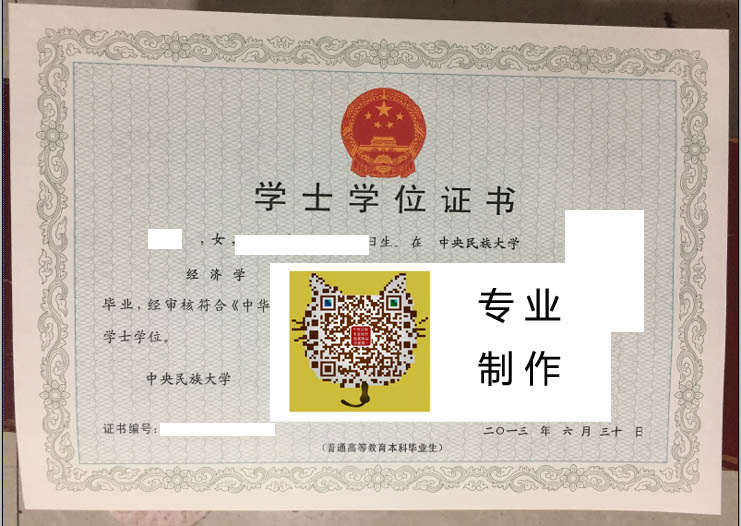 学士学位证书
，女，
日生。在 中央民族大学
经济学
毕业，经审核符合《中华
学士学位。
专业
制作
中央民族大学
证书编号：
二〇一三 年 六 月 三十 日
（普通高等教育本科毕业生）